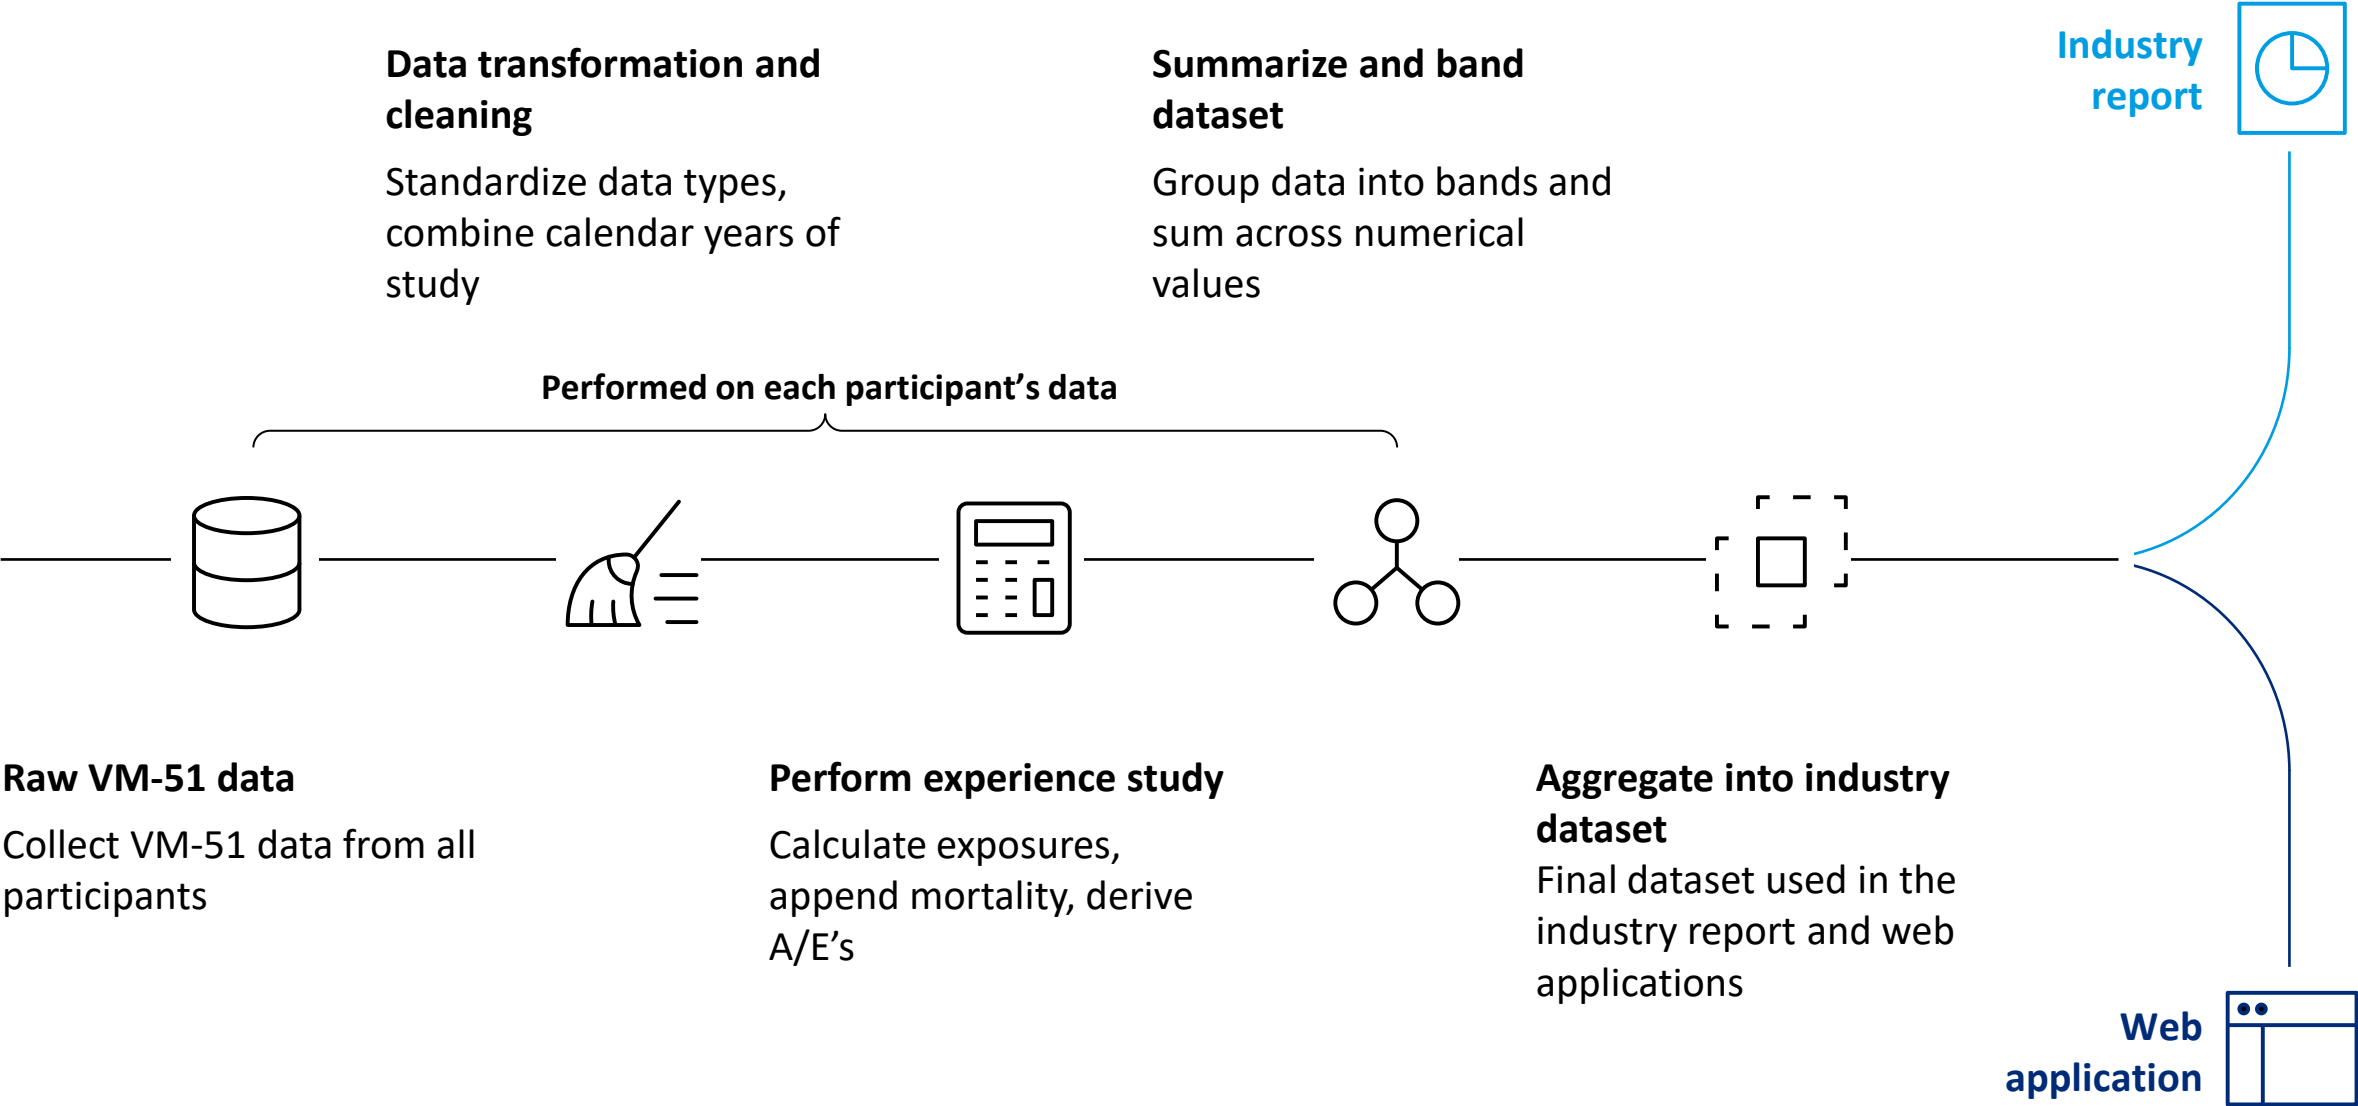 Data transformation and
cleaning
Standardize data types,
combine calendar years of
study
Summarize and band
dataset
Group data into bands and
sum across numerical
values
Industry
report
Performed on each participant’s data
Raw VM-51 data
Collect VM-51 data from all
participants
Perform experience study
Calculate exposures,
append mortality, derive
A/E’s
Aggregate into industry
dataset
Final dataset used in the
industry report and web
applications
Web
application